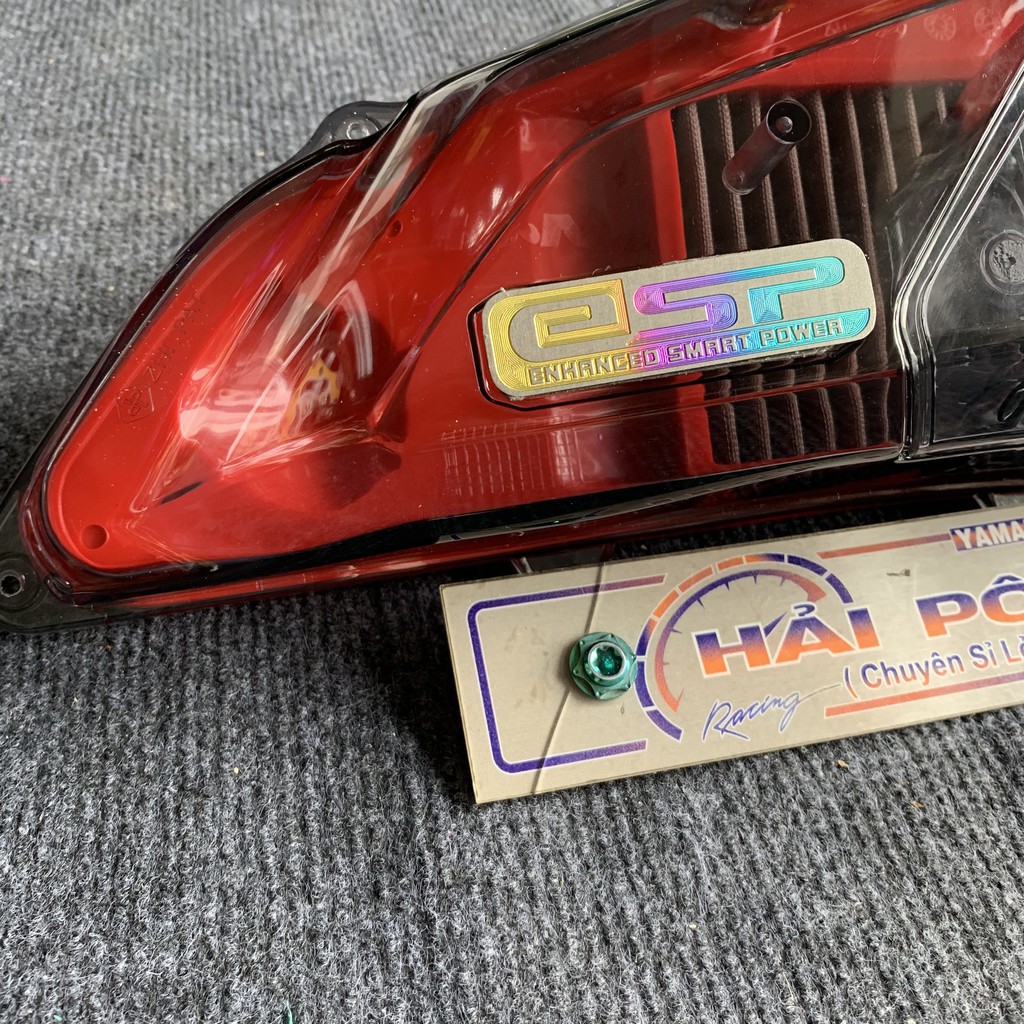 eSP
ENHANCED SMART POWER
YAMA
HẢI PÔ
(Chuyên Sỉ Lẻ
Racing